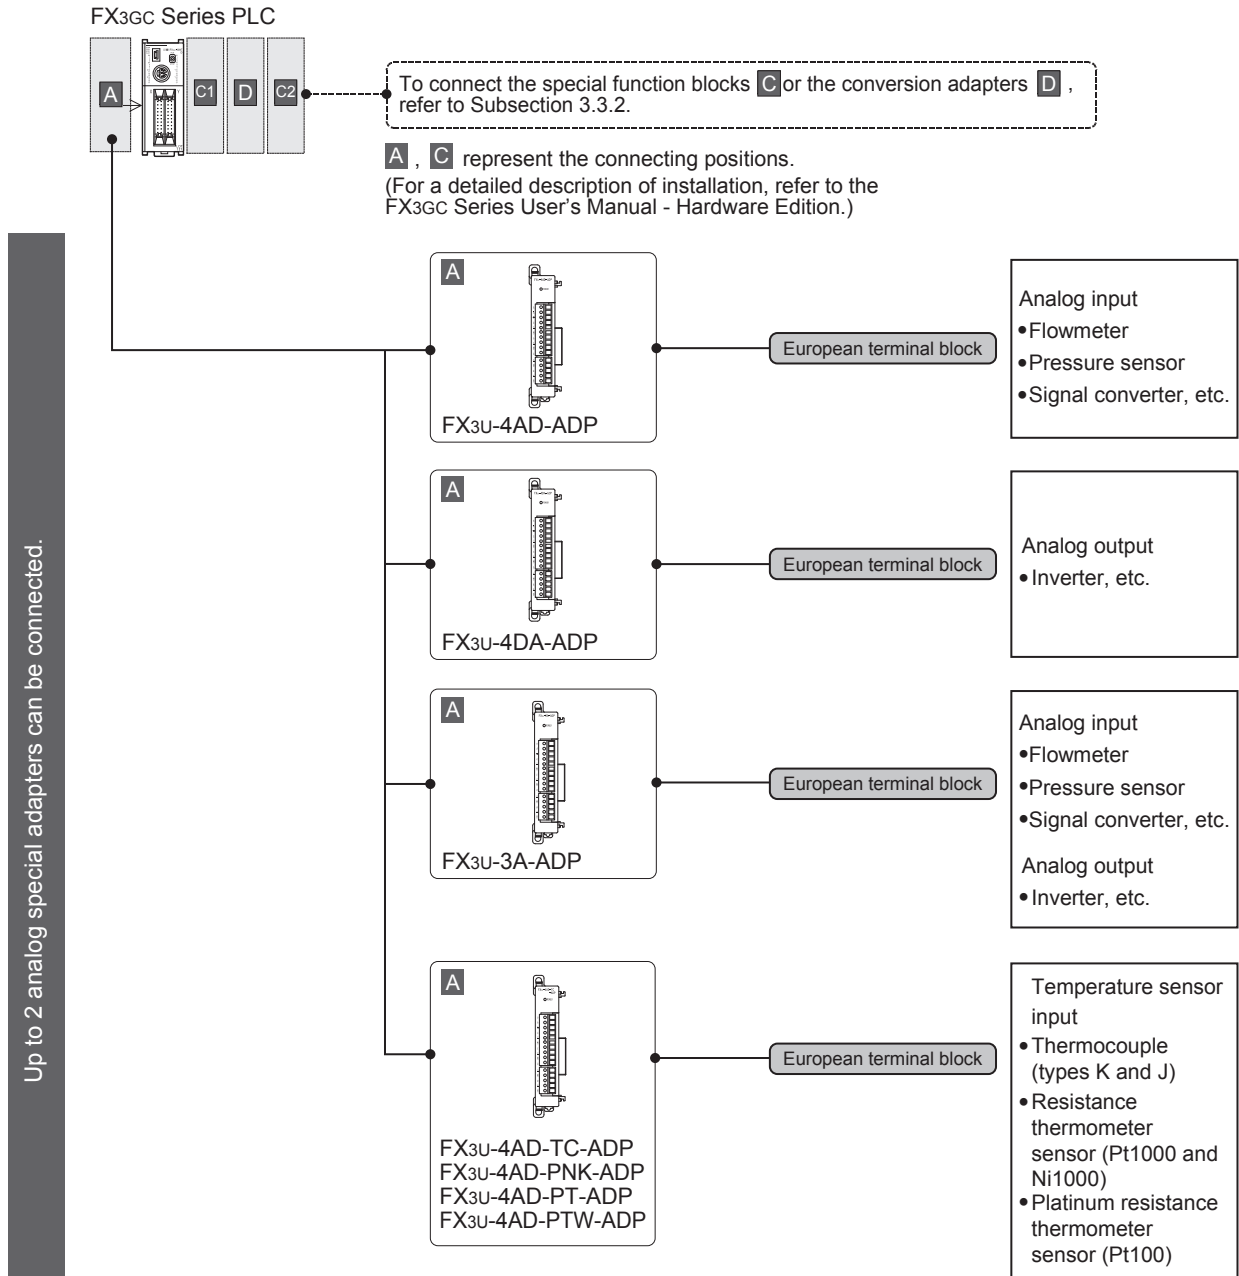 FX3GC Series PLC
A
C1
D
C2
To connect the special function blocks C or the conversion adapters D ,
refer to Subsection 3.3.2.
A , C represent the connecting positions.
(For a detailed description of installation, refer to the
FX3GC Series User's Manual - Hardware Edition.)
Up to 2 analog special adapters can be connected.
A
FX3U-4AD-ADP
European terminal block
Analog input
•Flowmeter
•Pressure sensor
•Signal converter, etc.
A
FX3U-4DA-ADP
European terminal block
Analog output
•Inverter, etc.
A
FX3U-3A-ADP
European terminal block
Analog input
•Flowmeter
•Pressure sensor
•Signal converter, etc.
Analog output
•Inverter, etc.
A
FX3U-4AD-TC-ADP
FX3U-4AD-PNK-ADP
FX3U-4AD-PT-ADP
FX3U-4AD-PTW-ADP
European terminal block
Temperature sensor
input
•Thermocouple
(types K and J)
•Resistance
thermometer
sensor (Pt1000 and
Ni1000)
•Platinum resistance
thermometer
sensor (Pt100)